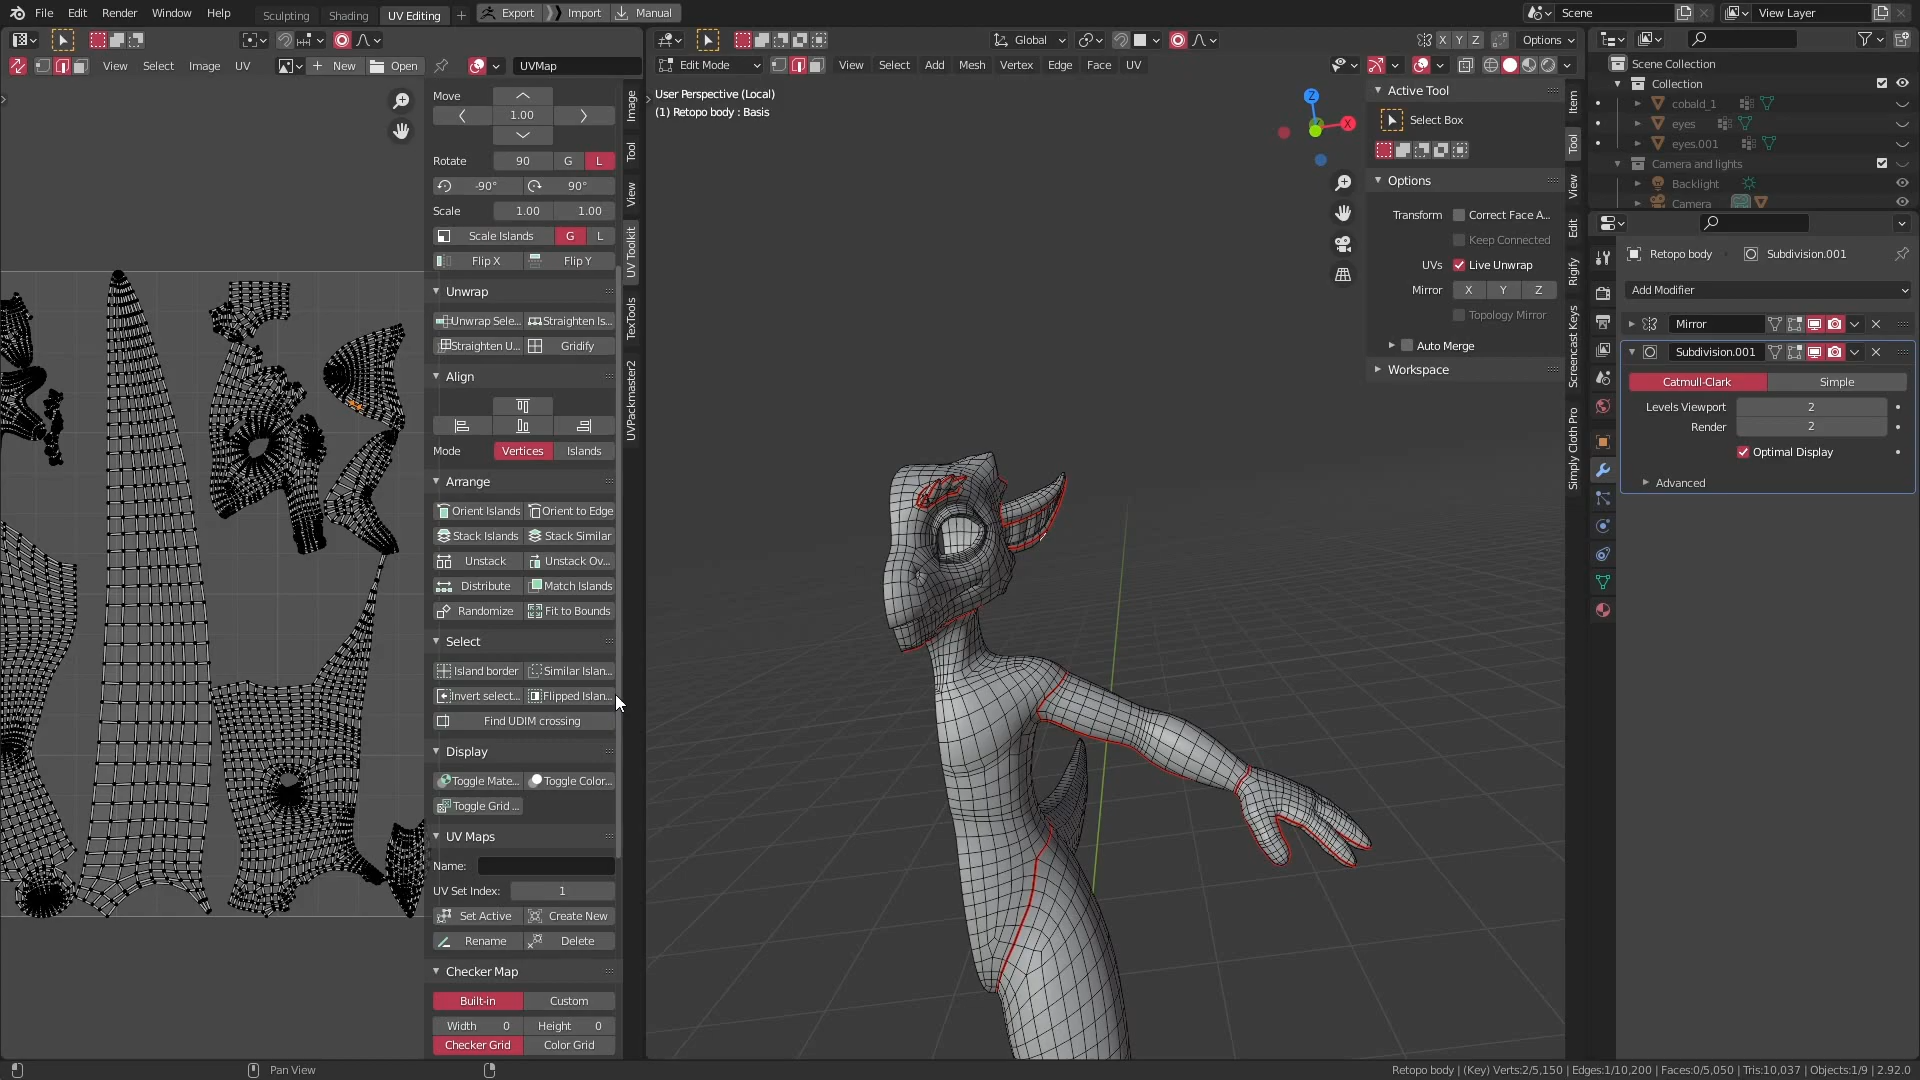 File Edit Render Window Help Sculpting Shading UV Editing + Export Import Manual Scene View Layer
Global X Y Z Options
View Select Image UV New Open UVMap
Edit Mode View Select Add Mesh Vertex Edge Face UV
Move
1.00
Rotate 90 G L
-90° 90°
Scale 1.00 1.00
Scale Islands G L
Flip X Flip Y
Unwrap
Unwrap Sele... Straighten Is...
Straighten U... Gridify
Align
Mode Vertices Islands
Arrange
Orient Islands Orient to Edge
Stack Islands Stack Similar
Unstack Unstack Ov...
Distribute Match Islands
Randomize Fit to Bounds
Select
Island border Similar Islan...
Invert select... Flipped Islan...
Find UDIM crossing
Display
Toggle Mate... Toggle Color...
Toggle Grid ...
UV Maps
Name:
UV Set Index: 1
Set Active Create New
Rename Delete
Checker Map
Built-in Custom
Width 0 Height 0
Checker Grid Color Grid
Image
Tool
View
UV Toolkit
TexTools
UVPackmaster2
User Perspective (Local)
(1) Retopo body : Basis
Z
X
Active Tool
Select Box
Options
Transform Correct Face A...
Keep Connected
UVs Live Unwrap
Mirror X Y Z
Topology Mirror
Auto Merge
Workspace
Item
Tool
View
Edit
Rigify
Screencast Keys
Simply Cloth Pro
Scene Collection
Collection
cobald_1
eyes
eyes.001
Camera and lights
Backlight
Camera
Retopo body Subdivision.001
Add Modifier
Mirror
Subdivision.001
Catmull-Clark Simple
Levels Viewport 2
Render 2
Optimal Display
Advanced
Pan View
Retopo body | (Key) Verts:2/5,150 | Edges:1/10,200 | Faces:0/5,050 | Tris:10,037 | Objects:1/9 | 2.92.0